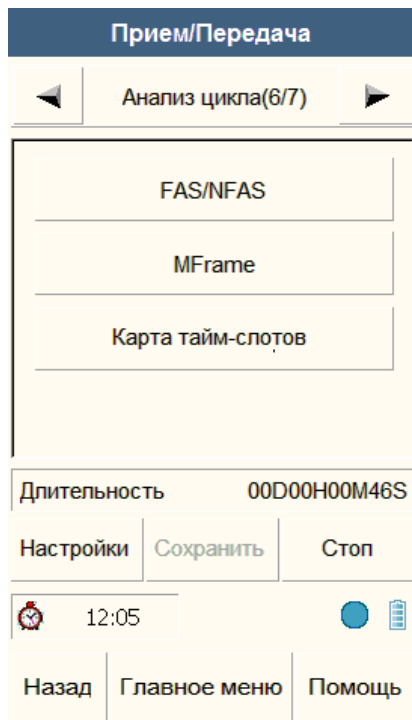 Прием/Передача
Анализ цикла(6/7)
FAS/NFAS
MFrame
Карта тайм-слотов
Длительность 00D00H00M46S
Настройки Сохранить Стоп
12:05
Назад Главное меню Помощь